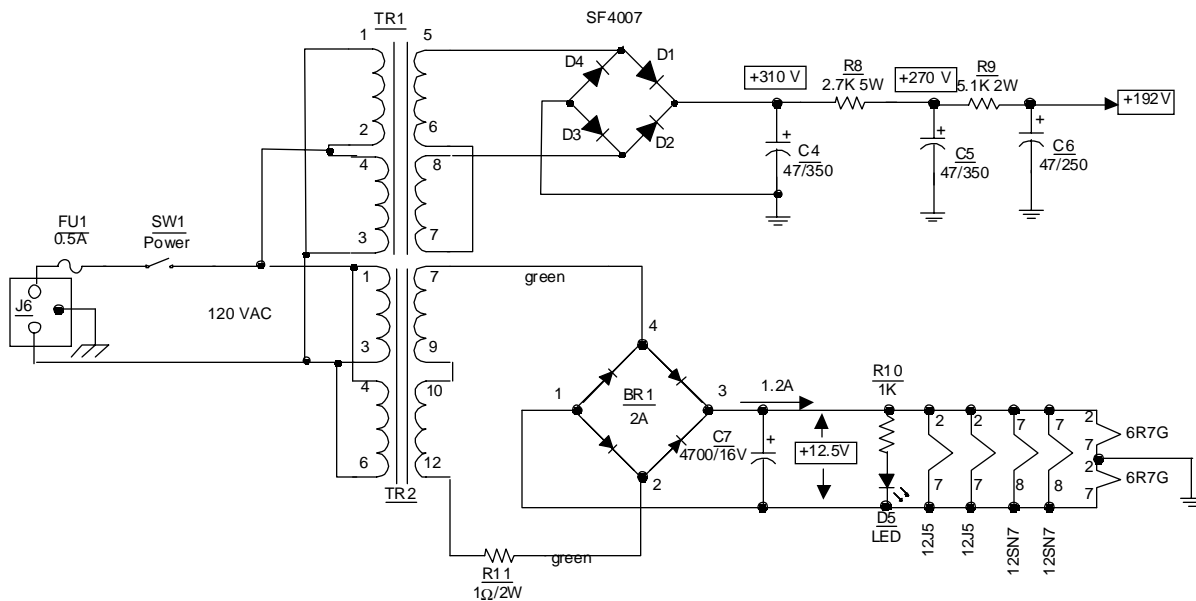 TR1
SF4007
1
5
D4
D1
+310 V
R8
2.7K 5W
+270 V
R9
5.1K 2W
+192V
2
6
D3
D2
4
8
C4
47/350
C5
47/350
C6
47/250
3
7
FU1
0.5A
SW1
Power
J6
120 VAC
1
7
green
3
9
4
10
6
12
TR2
4
1
BR1
2A
3
2
1.2A
C7
4700/16V
+12.5V
R10
1K
D5
LED
2
7
12J5
2
7
12J5
7
8
12SN7
7
8
12SN7
2
7
6R7G
2
7
6R7G
R11
1Ω/2W
green